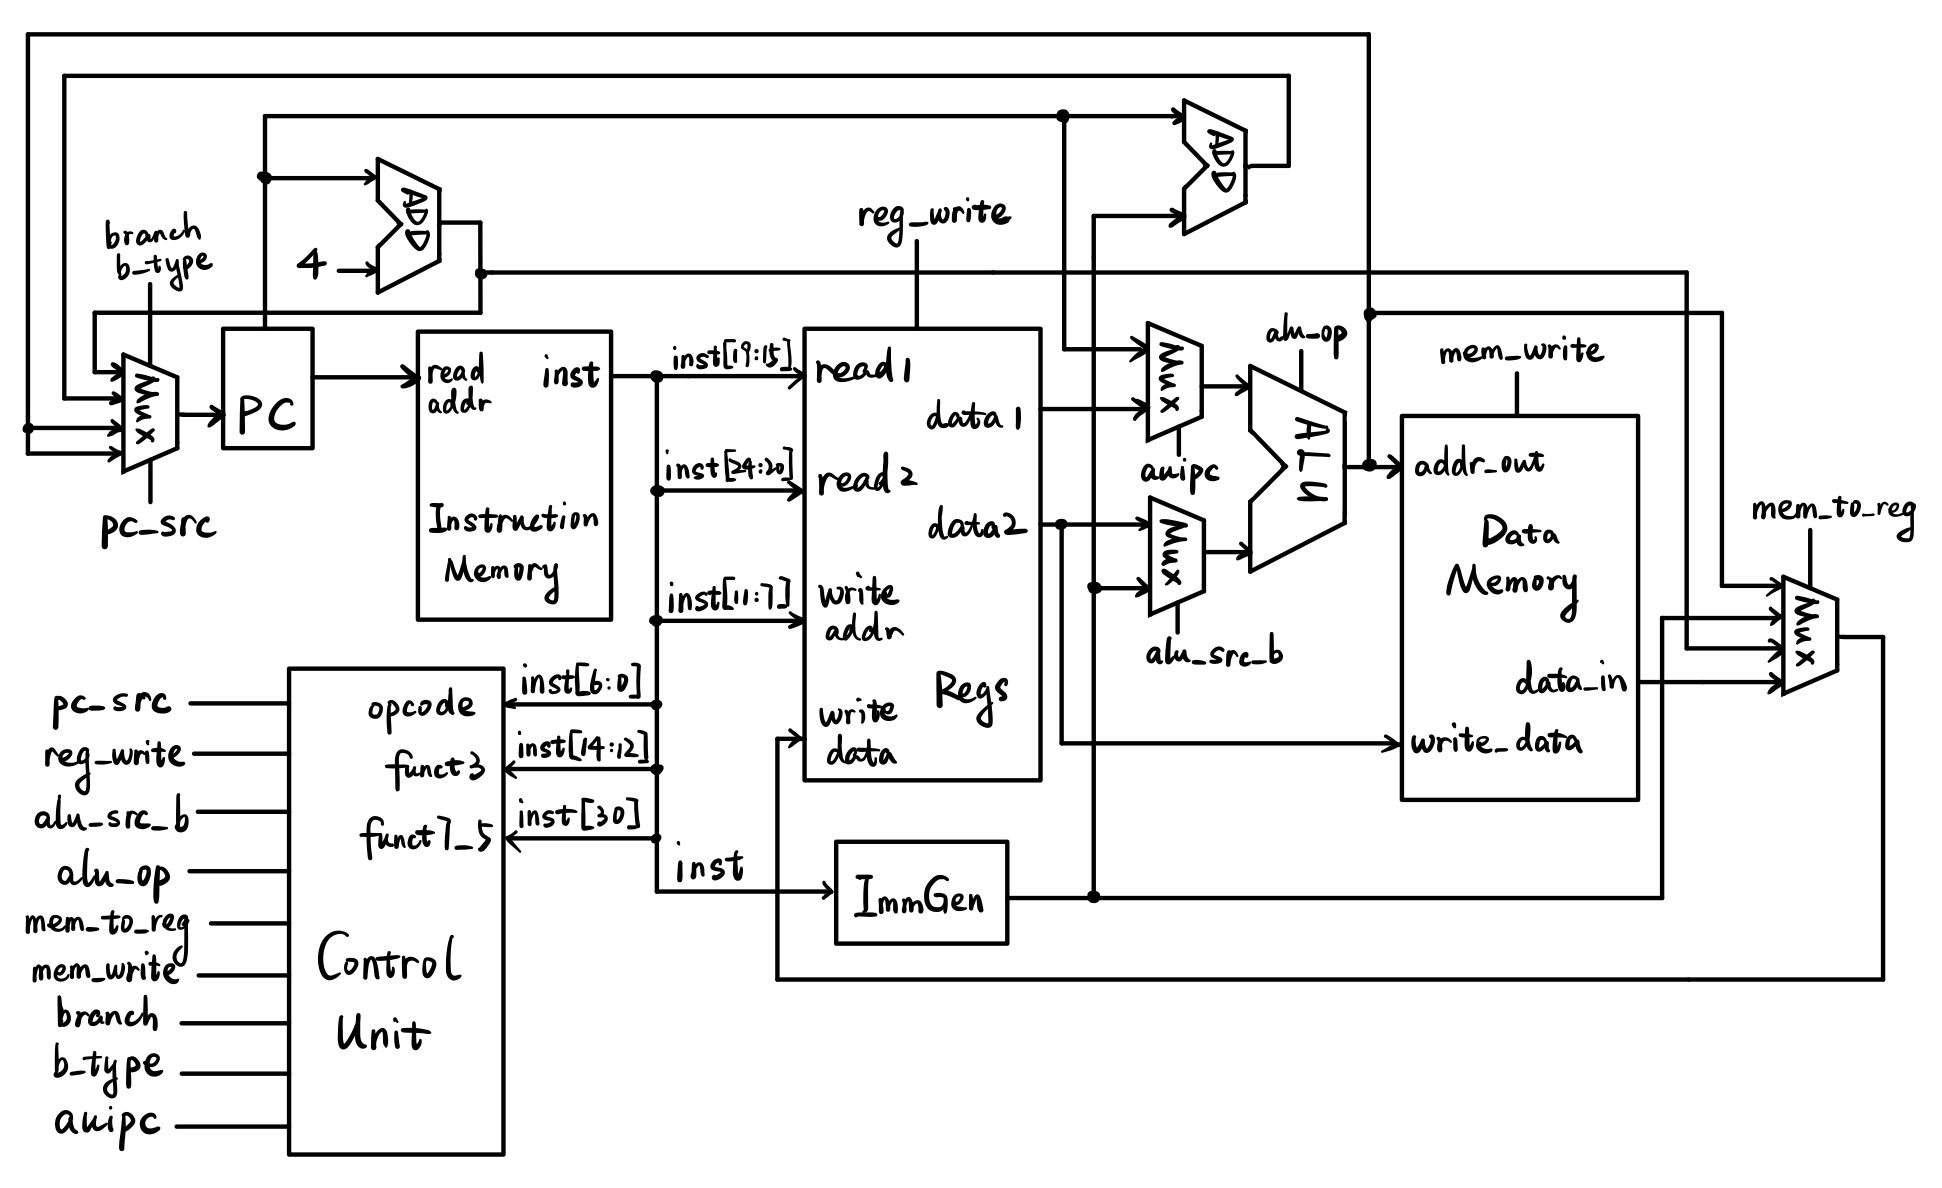 ADD
reg_write
branch
b_type
ADD
4
MUX
PC
pc_src
read
addr
inst
Instruction
Memory
inst[19:15]
inst[24:20]
inst[11:7]
read1
data1
read2
data2
write
addr
write
data
Regs
MUX
auipc
MUX
alu_src_b
alu_op
ALU
mem_write
addr_out
Data
Memory
data_in
write_data
mem_to_reg
MUX
pc_src
reg_write
alu_src_b
alu_op
mem_to_reg
mem_write
branch
b_type
auipc
opcode
funct3
funct7_5
Control
Unit
inst[6:0]
inst[14:12]
inst[30]
inst
ImmGen